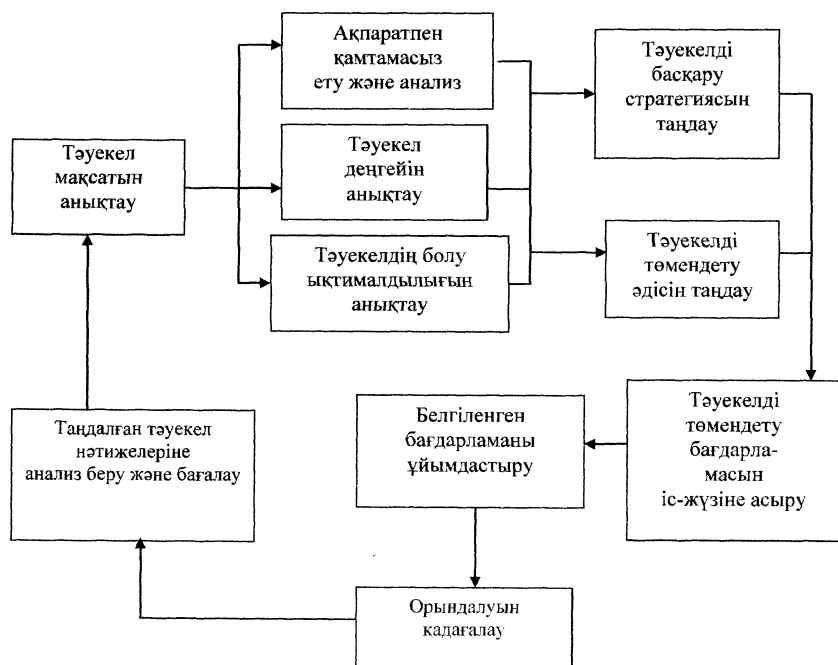 Тәуекел
мақсатын
анықтау
Ақпаратпен
қамтамасыз
ету және анализ
Тәуекел
деңгейін
анықтау
Тәуекелдің болу
ықтималдылығын
анықтау
Тәуекелді
басқару
стратегиясын
таңдау
Тәуекелді
төмендету
әдісін таңдау
Тәуекелді
төмендету
бағдарла-
масын
іс-жүзіне асыру
Белгіленген
бағдарламаны
ұйымдастыру
Орындалуын
қадағалау
Таңдалған тәуекел
нәтижелеріне
анализ беру және бағалау